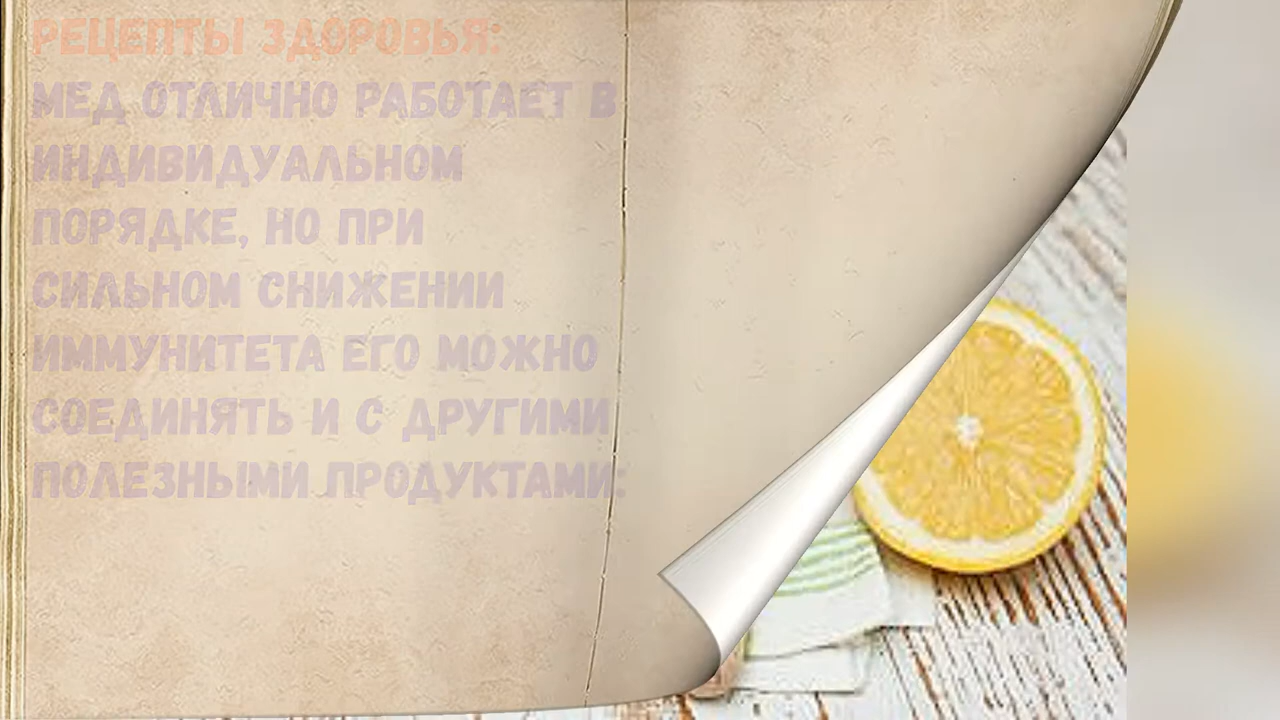 РЕЦЕПТЫ ЗДОРОВЬЯ:
МЕД ОТЛИЧНО РАБОТАЕТ В
ИНДИВИДУАЛЬНОМ
ПОРЯДКЕ, НО ПРИ
СИЛЬНОМ СНИЖЕНИИ
ИММУНИТЕТА ЕГО МОЖНО
СОЕДИНЯТЬ И С ДРУГИМИ
ПОЛЕЗНЫМИ ПРОДУКТАМИ: